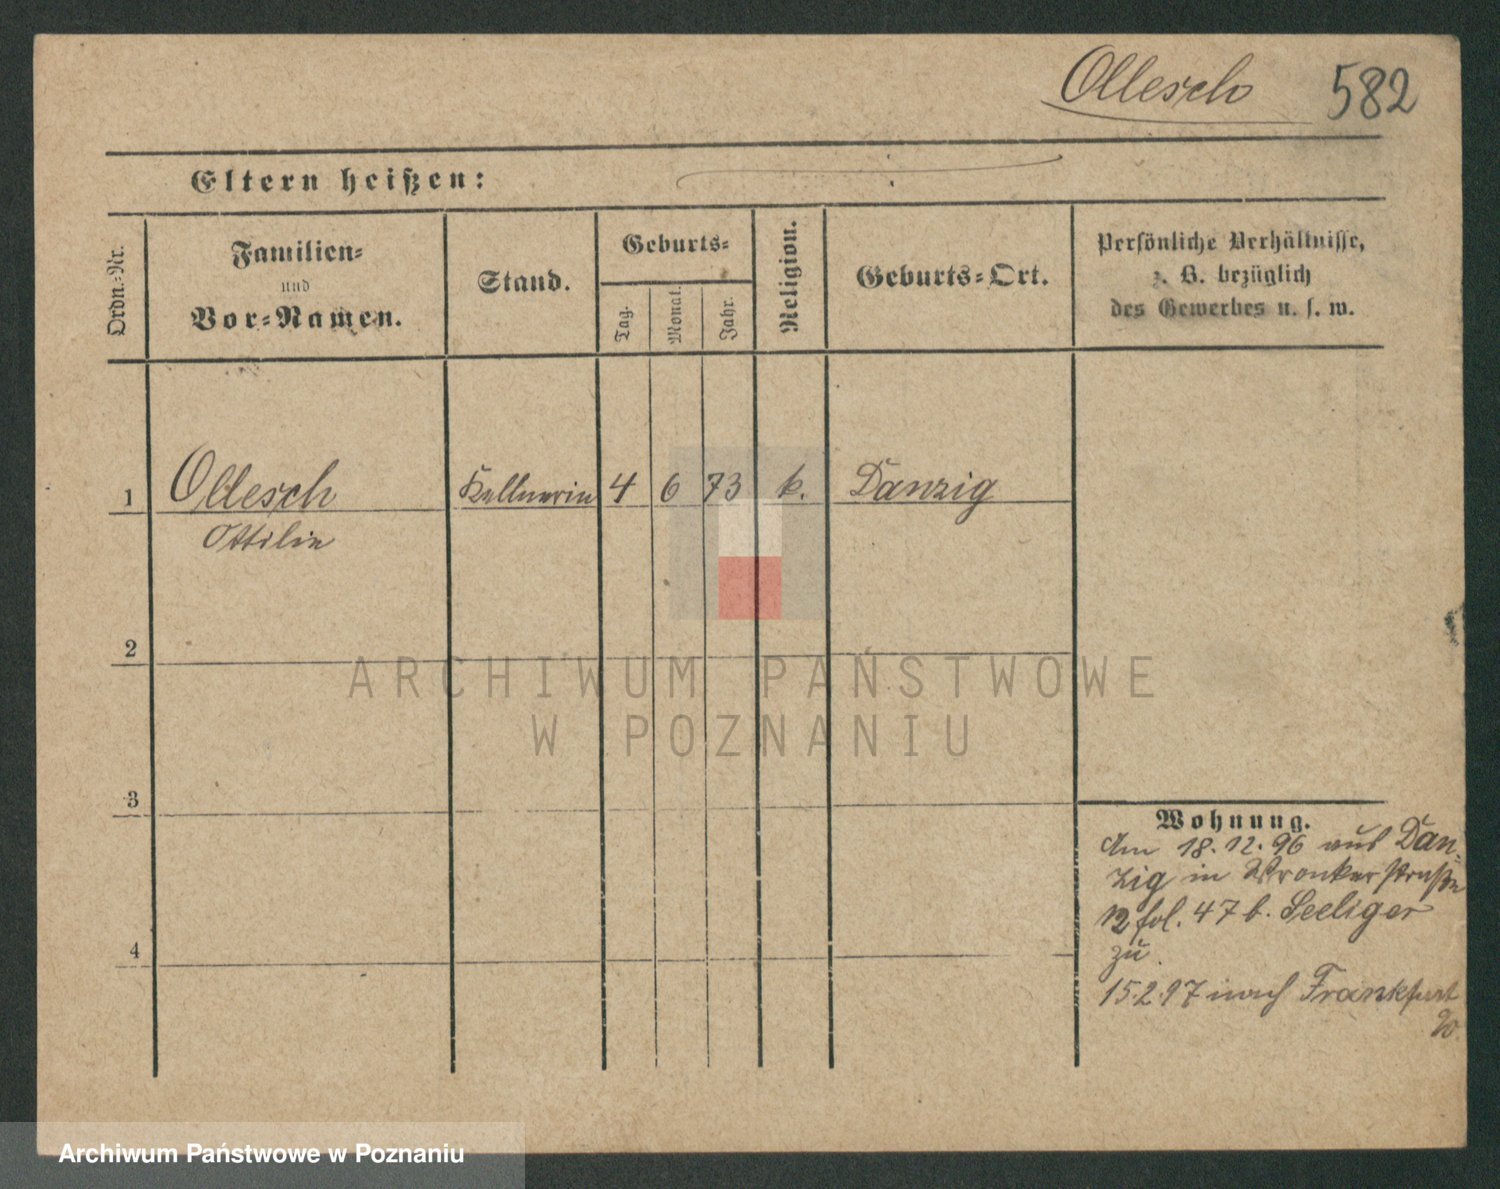 Ollesch 582
Eltern heißen:
Ordn.-Nr.
Familien-
und
Vor-Namen.
Stand.
Geburts-
Tag.
Monat.
Jahr.
Religion.
Geburts-Ort.
Persönliche Verhältnisse,
z. B. bezüglich
des Gewerbes u. s. w.
1 Ollesch Kellnerin 4 6 73 k. Danzig
Ottilie
2
3
4
Wohnung.
Am 18.12.96 aus Dan-
zig in Wronkerstraße
12 fol. 47 b. Seeliger
zu.
15.2.97 nach Frankfurt
ARCHIWUM PAŃSTWOWE
W POZNANIU
Archiwum Państwowe w Poznaniu